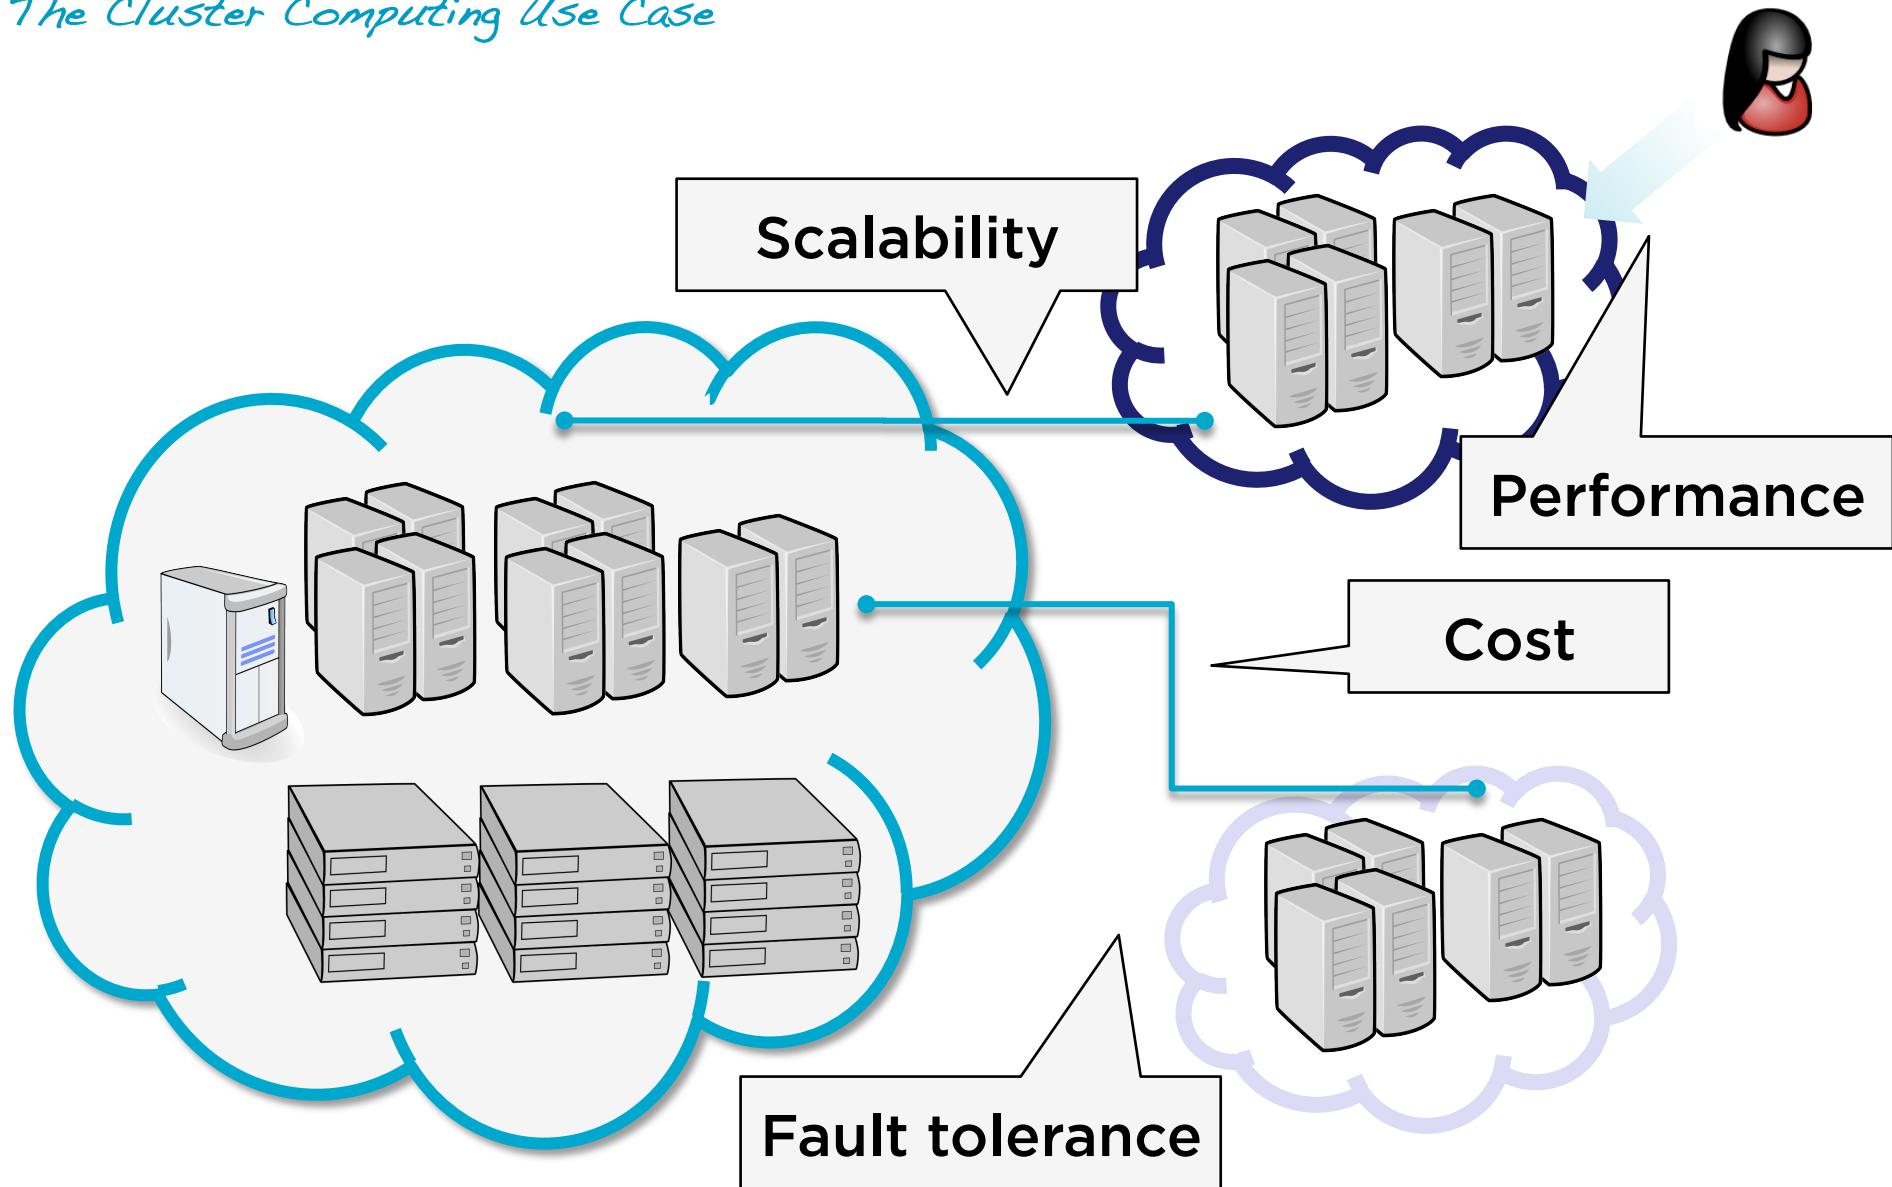 The Cluster Computing Use Case
Scalability
Performance
Cost
Fault tolerance